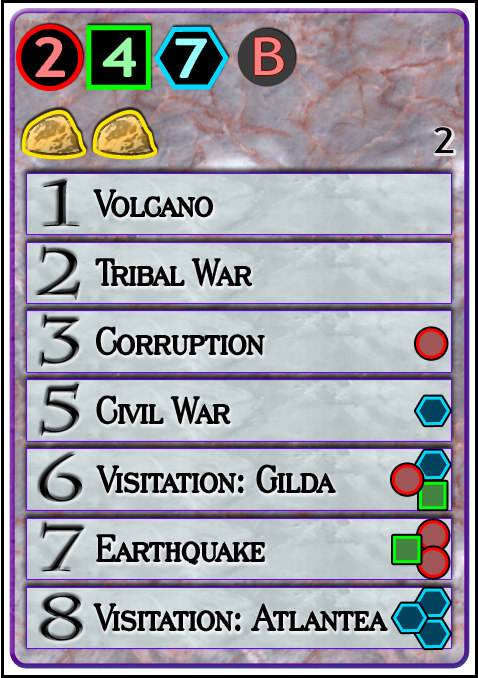 2 4 7 B
2
1 Volcano
2 Tribal War
3 Corruption
5 Civil War
6 Visitation: Gilda
7 Earthquake
8 Visitation: Atlantea